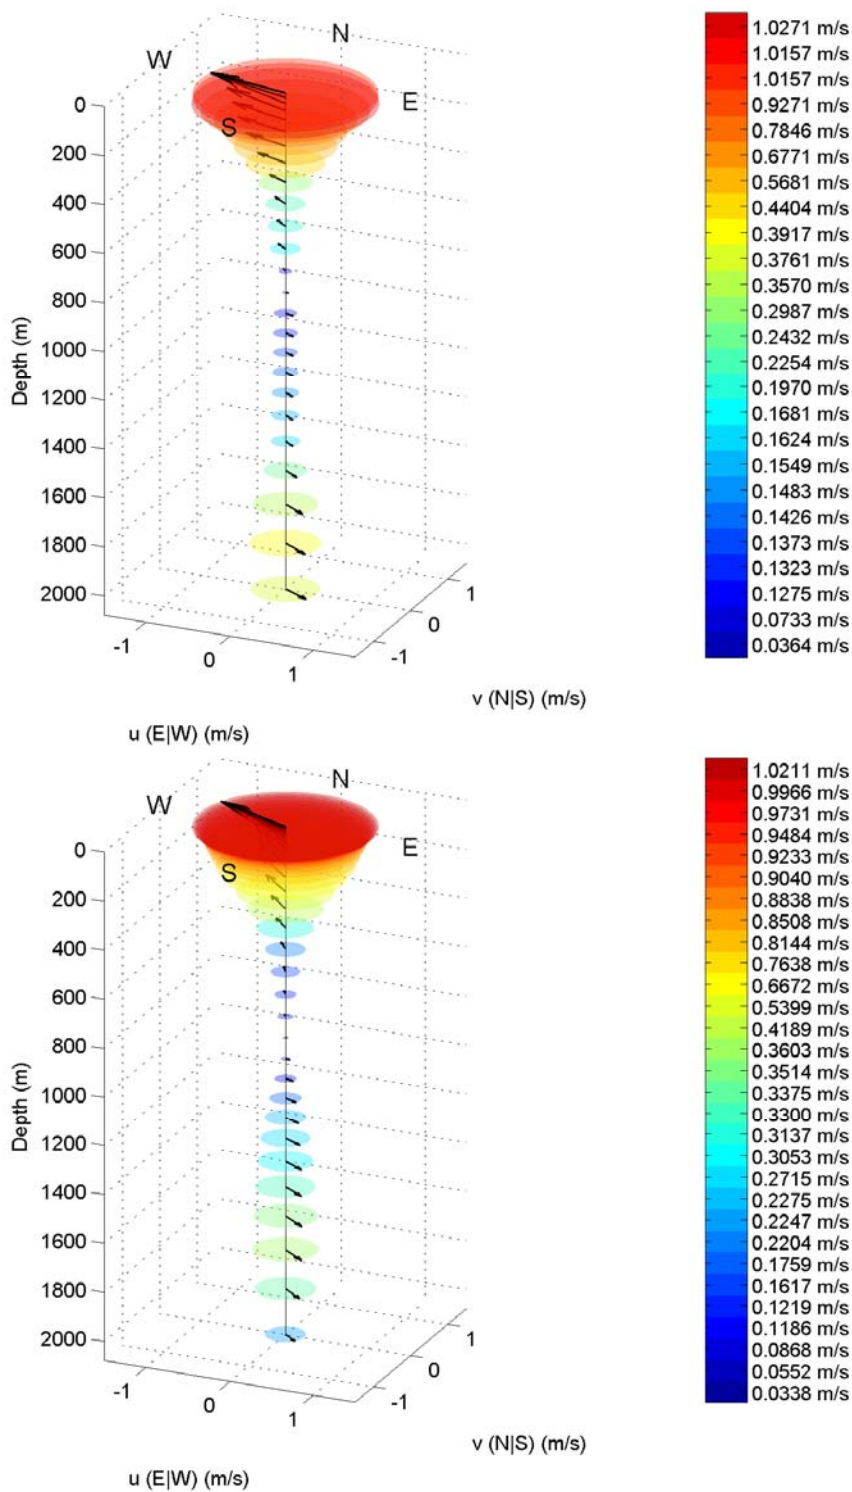 N
W
E
S
0
200
400
600
800
1000
1200
1400
1600
1800
2000
Depth (m)
-1
0
1
u (E|W) (m/s)
-1
0
1
v (N|S) (m/s)
1.0271 m/s
1.0157 m/s
1.0157 m/s
0.9271 m/s
0.7846 m/s
0.6771 m/s
0.5681 m/s
0.4404 m/s
0.3917 m/s
0.3761 m/s
0.3570 m/s
0.2987 m/s
0.2432 m/s
0.2254 m/s
0.1970 m/s
0.1681 m/s
0.1624 m/s
0.1549 m/s
0.1483 m/s
0.1426 m/s
0.1373 m/s
0.1323 m/s
0.1275 m/s
0.0733 m/s
0.0364 m/s
N
W
E
S
0
200
400
600
800
1000
1200
1400
1600
1800
2000
Depth (m)
-1
0
1
u (E|W) (m/s)
-1
0
1
v (N|S) (m/s)
1.0211 m/s
0.9966 m/s
0.9731 m/s
0.9484 m/s
0.9233 m/s
0.9040 m/s
0.8838 m/s
0.8508 m/s
0.8144 m/s
0.7638 m/s
0.6672 m/s
0.5399 m/s
0.4189 m/s
0.3603 m/s
0.3514 m/s
0.3375 m/s
0.3300 m/s
0.3137 m/s
0.3053 m/s
0.2715 m/s
0.2275 m/s
0.2247 m/s
0.2204 m/s
0.1759 m/s
0.1617 m/s
0.1219 m/s
0.1186 m/s
0.0868 m/s
0.0552 m/s
0.0338 m/s